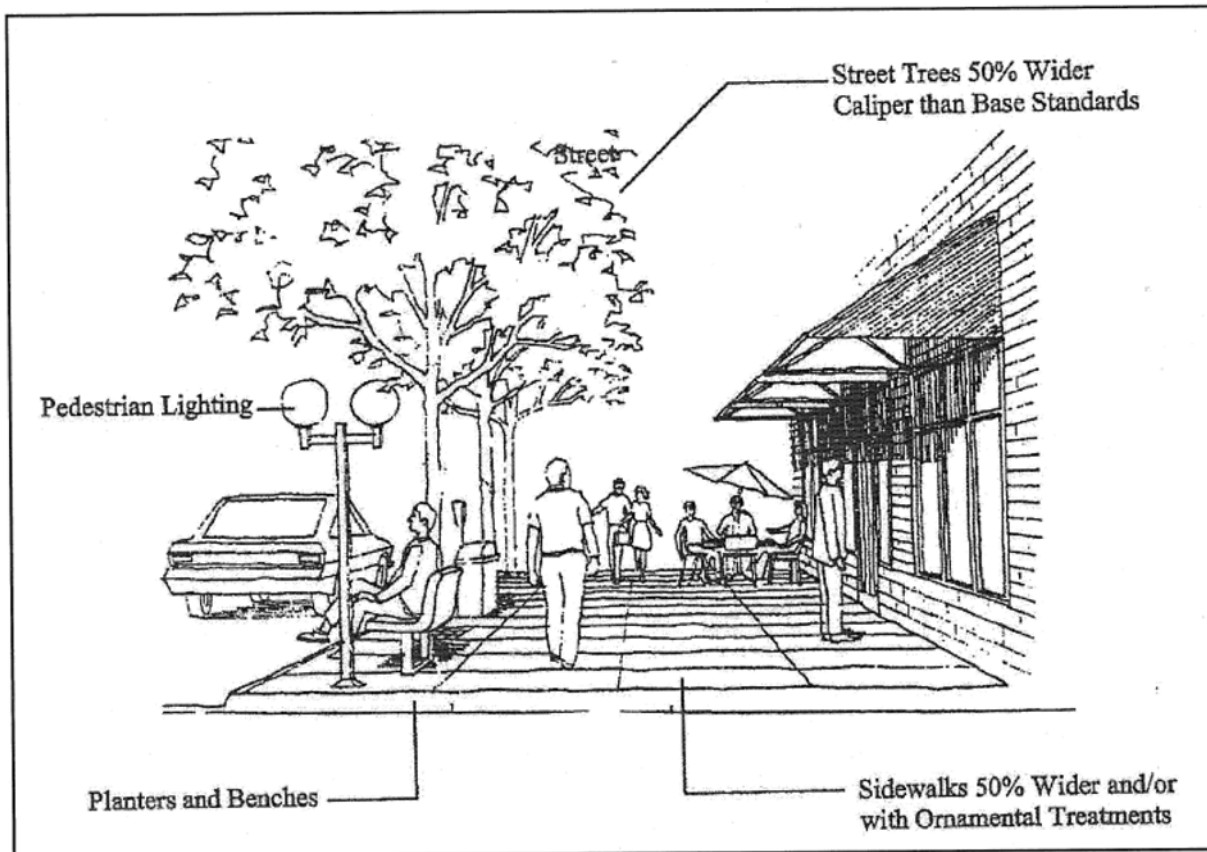 Street Trees 50% Wider
Caliper than Base Standards
Street
Pedestrian Lighting
Planters and Benches
Sidewalks 50% Wider and/or
with Ornamental Treatments